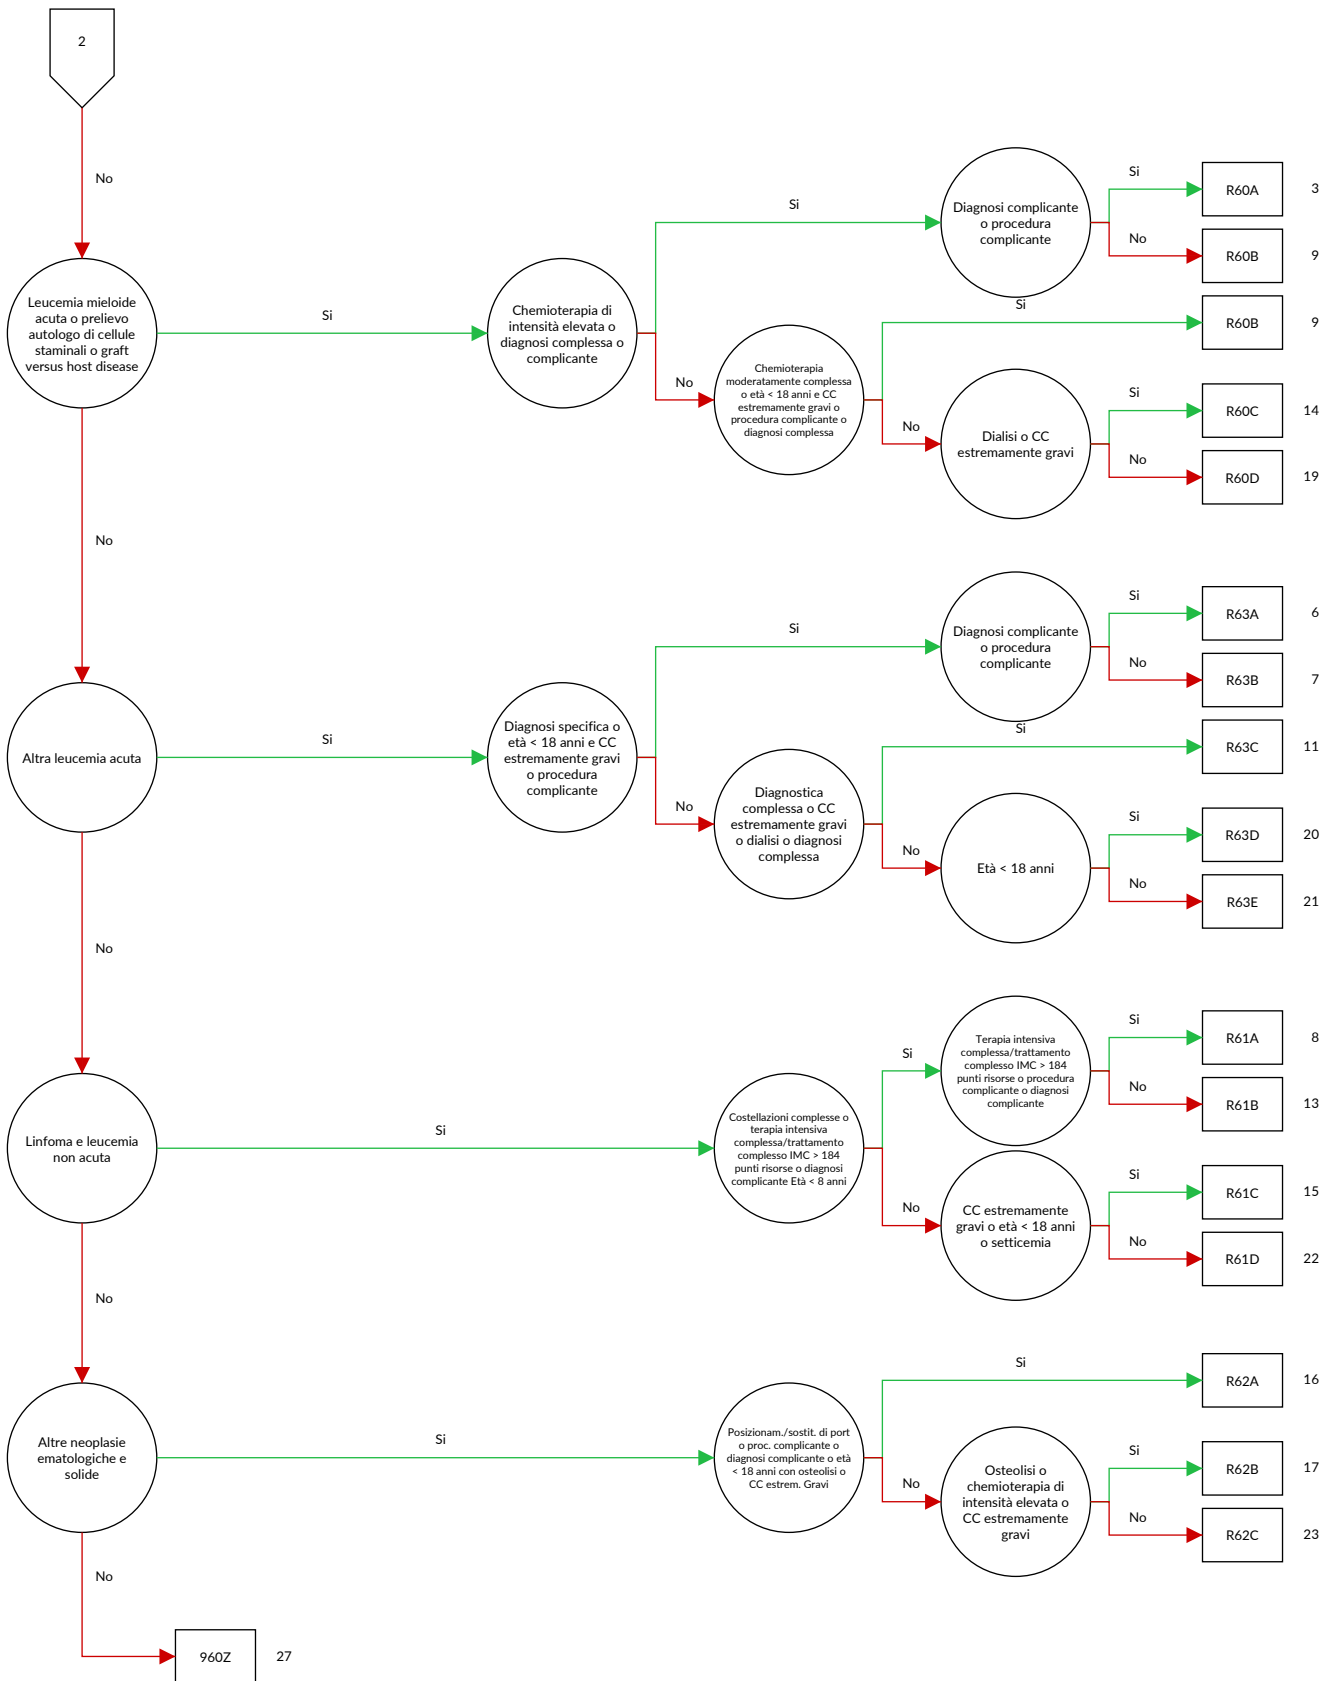 2
No
Leucemia mieloide
acuta o prelievo
autologo di cellule
staminali o graft
versus host disease
Si
Chemioterapia di
intensità elevata o
diagnosi complessa o
complicante
Si
Diagnosi complicante
o procedura
complicante
Si
R60A
3
No
R60B
9
No
Chemioterapia
moderatamente complessa
o età < 18 anni e CC
estremamente gravi o
procedura complicante o
diagnosi complessa
Si
R60B
9
No
Dialisi o CC
estremamente gravi
Si
R60C
14
No
R60D
19
No
Altra leucemia acuta
Si
Diagnosi specifica o
età < 18 anni e CC
estremamente gravi
o procedura
complicante
Si
Diagnosi complicante
o procedura
complicante
Si
R63A
6
No
R63B
7
No
Diagnostica
complessa o CC
estremamente gravi
o dialisi o diagnosi
complessa
Si
R63C
11
No
Età < 18 anni
Si
R63D
20
No
R63E
21
No
Linfoma e leucemia
non acuta
Si
Costellazioni complesse o
terapia intensiva
complessa/trattamento
complesso IMC > 184
punti risorse o diagnosi
complicante Età < 8 anni
Si
Terapia intensiva
complessa/trattamento
complesso IMC > 184
punti risorse o procedura
complicante o diagnosi
complicante
Si
R61A
8
No
R61B
13
No
CC estremamente
gravi o età < 18 anni
o setticemia
Si
R61C
15
No
R61D
22
No
Altre neoplasie
ematologiche e
solide
Si
Posizionam./sostit. di port
o proc. complicante o
diagnosi complicante o età
< 18 anni con osteolisi o
CC estrem. Gravi
Si
R62A
16
No
Osteolisi o
chemioterapia di
intensità elevata o
CC estremamente
gravi
Si
R62B
17
No
R62C
23
No
960Z
27